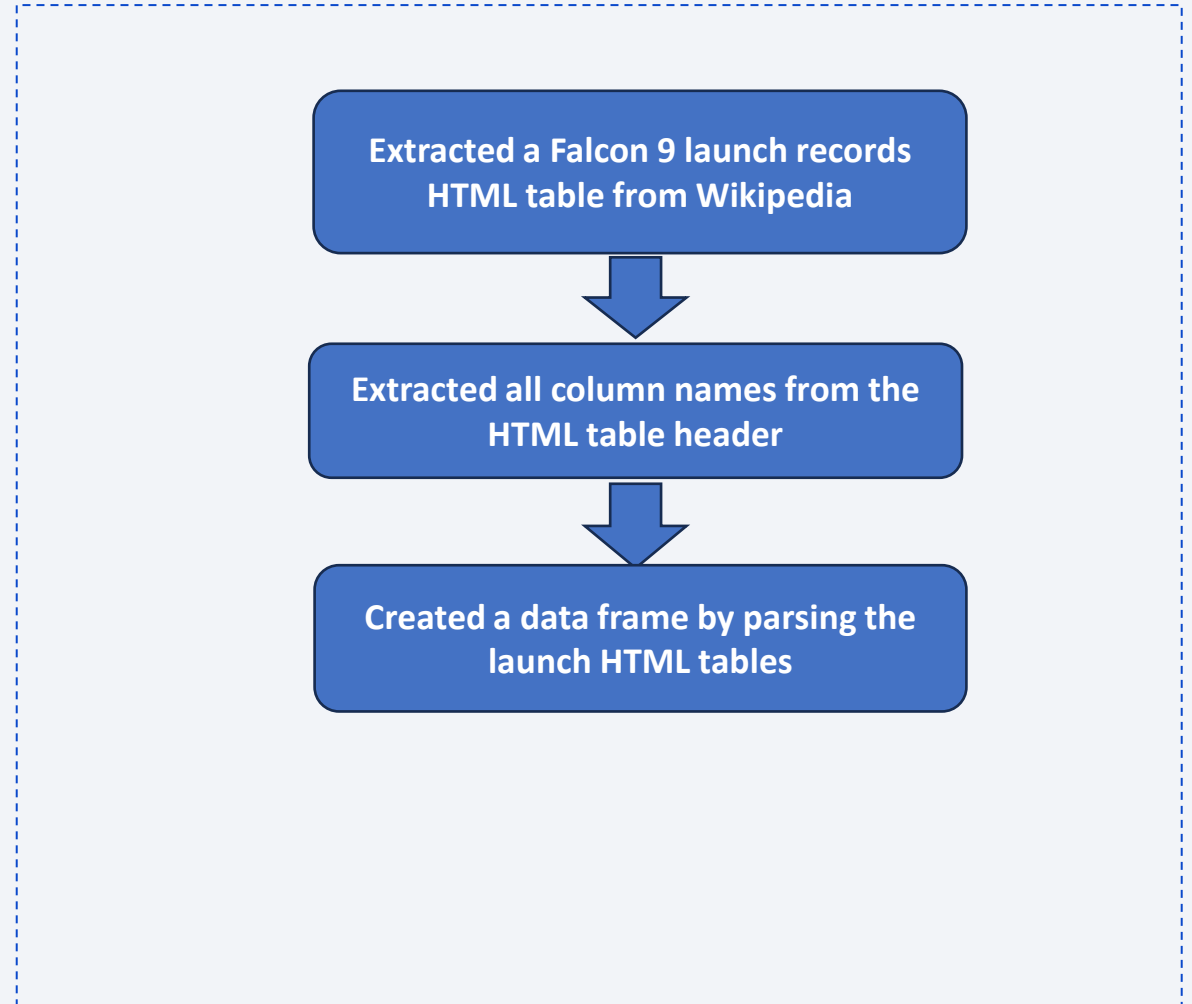 Extracted a Falcon 9 launch records
HTML table from Wikipedia
Extracted all column names from the
HTML table header
Created a data frame by parsing the
launch HTML tables